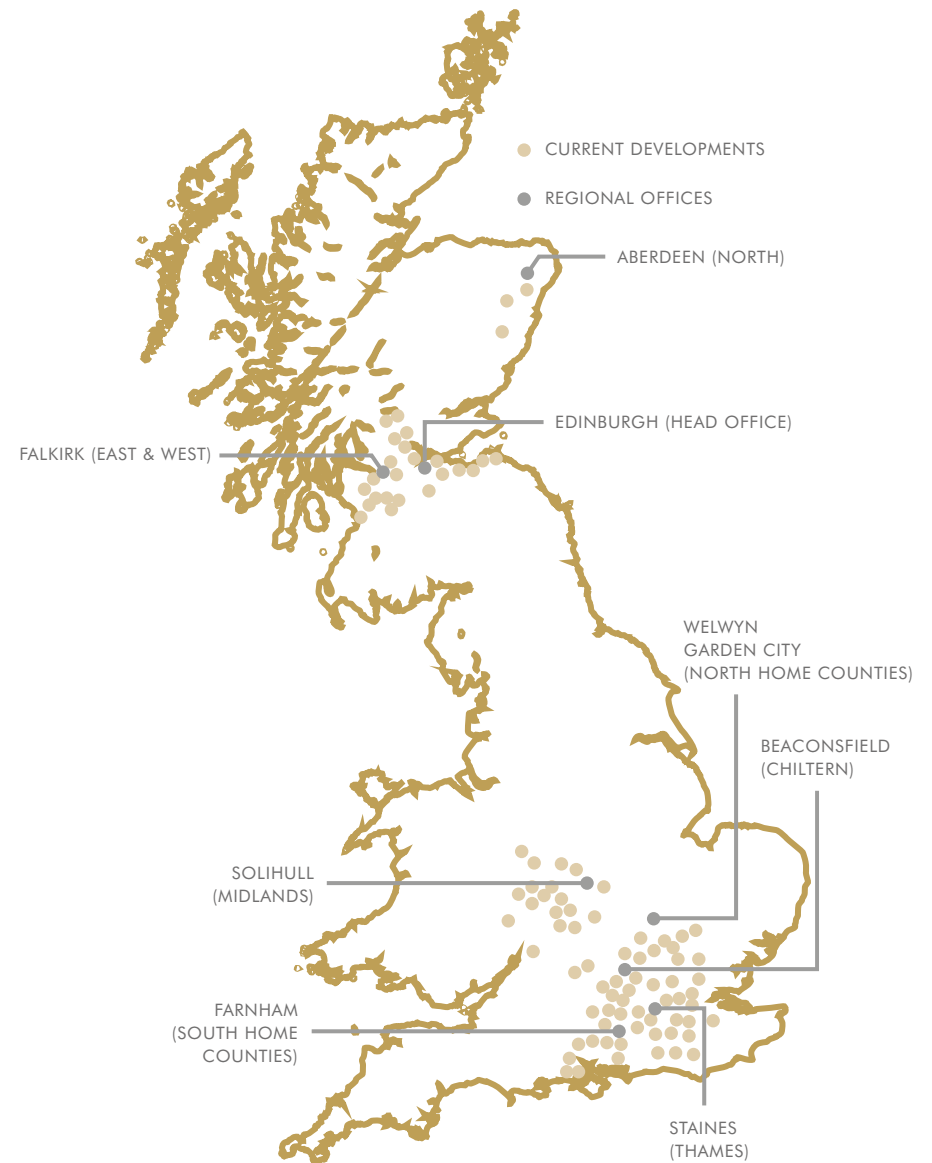 CURRENT DEVELOPMENTS
REGIONAL OFFICES
ABERDEEN (NORTH)
EDINBURGH (HEAD OFFICE)
FALKIRK (EAST & WEST)
WELWYN
GARDEN CITY
(NORTH HOME COUNTIES)
BEACONSFIELD
(CHILTERN)
SOLIHULL
(MIDLANDS)
FARNHAM
(SOUTH HOME
COUNTIES)
STAINES
(THAMES)